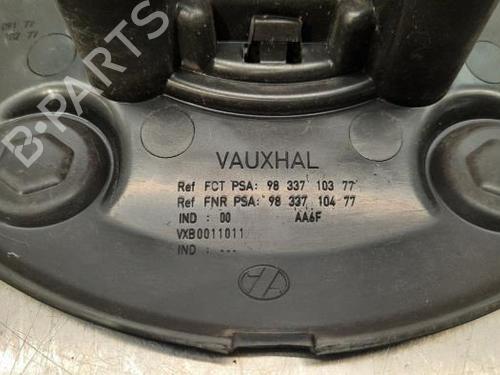 B-PARTS
VAUXHAL
Ref FCT PSA: 98 337 103 77
Ref FNR PSA: 98 337 104 77
IND : 00 AA6F
VXB0011011
IND : ---